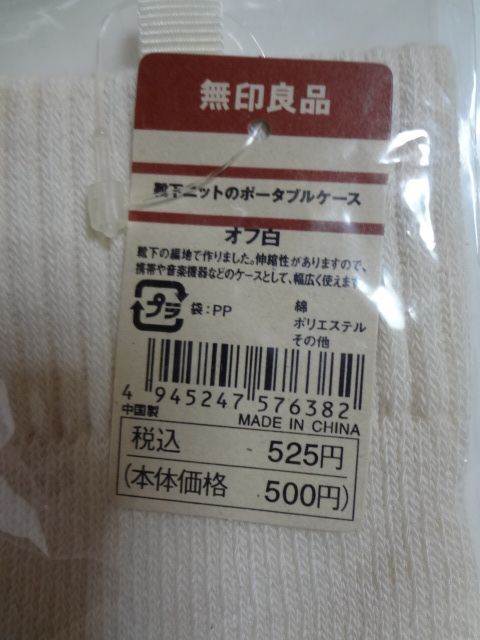 無印良品
靴下ニットのポータブルケース
オフ白
靴下の編地で作りました。伸縮性がありますので、
携帯や音楽機器などのケースとして、幅広く使えます
プラ 袋：PP
綿
ポリエステル
その他
4 945247 576382
中国製 MADE IN CHINA
税込 525円
(本体価格 500円)